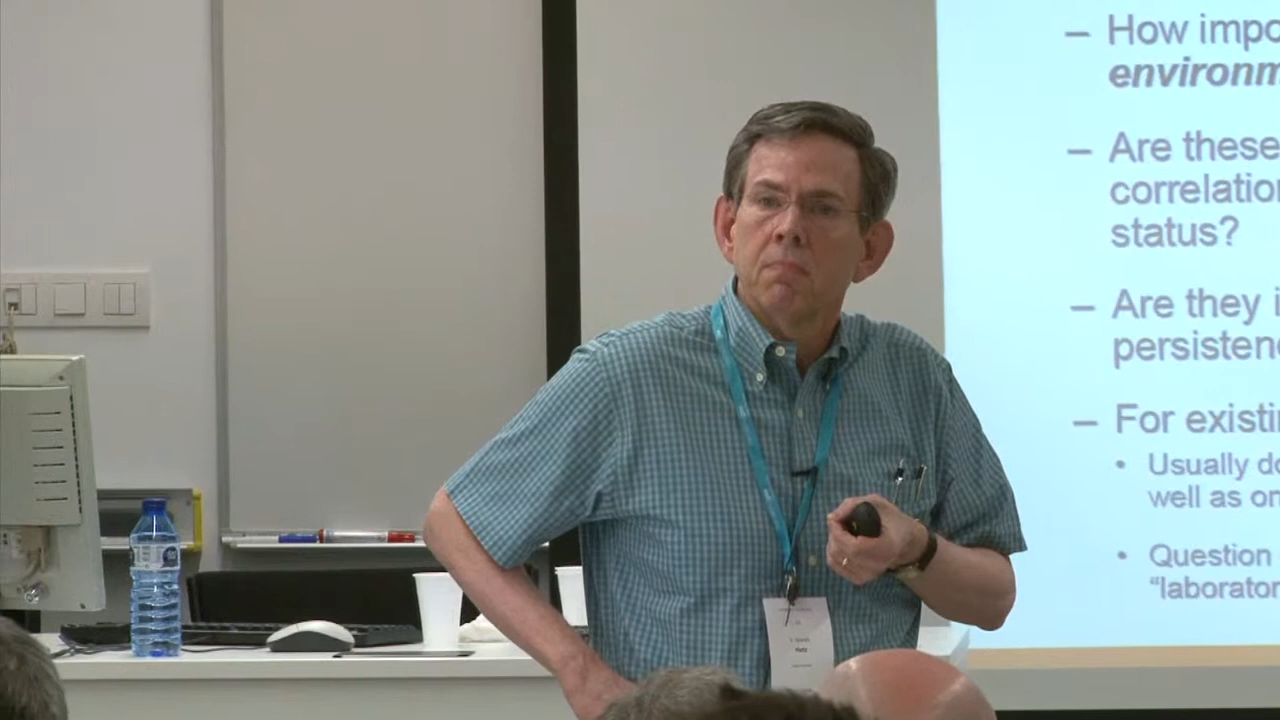 – How impo
environm
– Are these
correlation
status?
– Are they i
persistenc
– For existi
• Usually do
well as on
• Question
"laborator